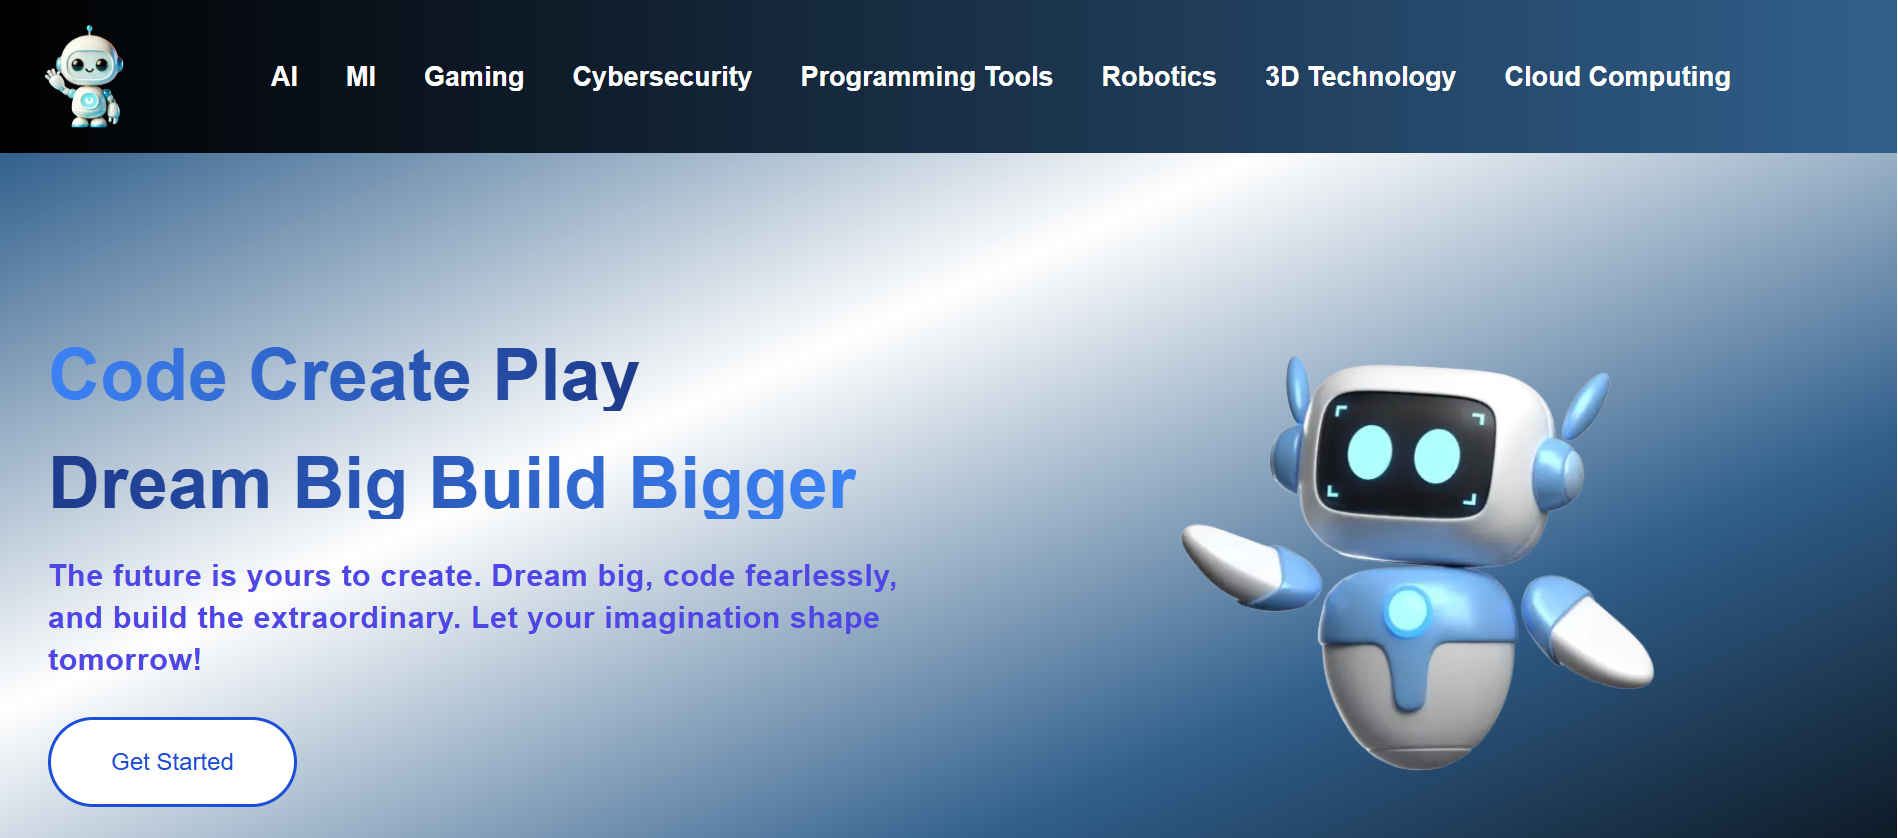 AI MI Gaming Cybersecurity Programming Tools Robotics 3D Technology Cloud Computing
Code Create Play
Dream Big Build Bigger
The future is yours to create. Dream big, code fearlessly,
and build the extraordinary. Let your imagination shape
tomorrow!
Get Started